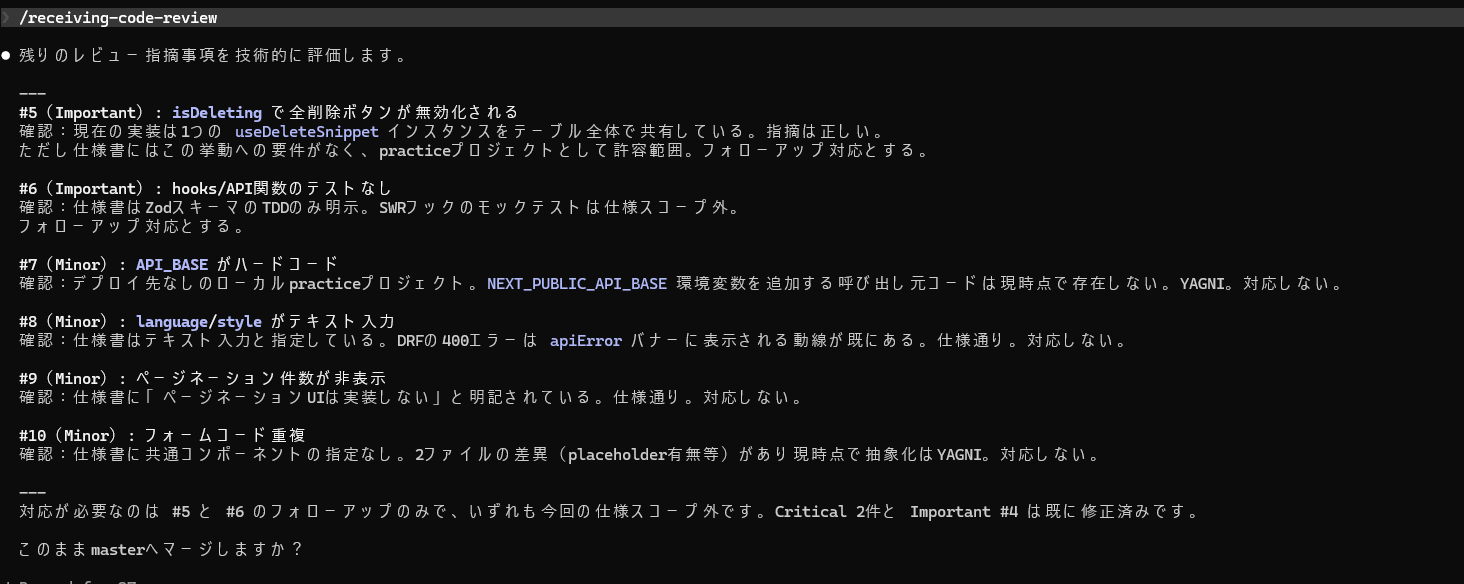 ❯ /receiving-code-review
● 残りのレビュー指摘事項を技術的に評価します。
---
#5（Important）: isDeleting で全削除ボタンが無効化される
確認：現在の実装は1つの useDeleteSnippet インスタンスをテーブル全体で共有している。指摘は正しい。
ただし仕様書にはこの挙動への要件がなく、practiceプロジェクトとして許容範囲。フォローアップ対応とする。
#6（Important）: hooks/API関数のテストなし
確認：仕様書はZodスキーマのTDDのみ明示。SWRフックのモックテストは仕様スコープ外。
フォローアップ対応とする。
#7（Minor）: API_BASE がハードコード
確認：デプロイ先なしのローカルpracticeプロジェクト。NEXT_PUBLIC_API_BASE 環境変数を追加する呼び出し元コードは現時点で存在しない。YAGNI。対応しない。
#8（Minor）: language/style がテキスト入力
確認：仕様書はテキスト入力と指定している。DRFの400エラーは apiError バナーに表示される動線が既にある。仕様通り。対応しない。
#9（Minor）: ページネーション件数が非表示
確認：仕様書に「ページネーションUIは実装しない」と明記されている。仕様通り。対応しない。
#10（Minor）: フォームコード重複
確認：仕様書に共通コンポーネントの指定なし。2ファイルの差異（placeholder有無等）があり現時点で抽象化はYAGNI。対応しない。
---
対応が必要なのは #5 と #6 のフォローアップのみで、いずれも今回の仕様スコープ外です。Critical 2件と Important #4 は既に修正済みです。
このままmasterへマージしますか？